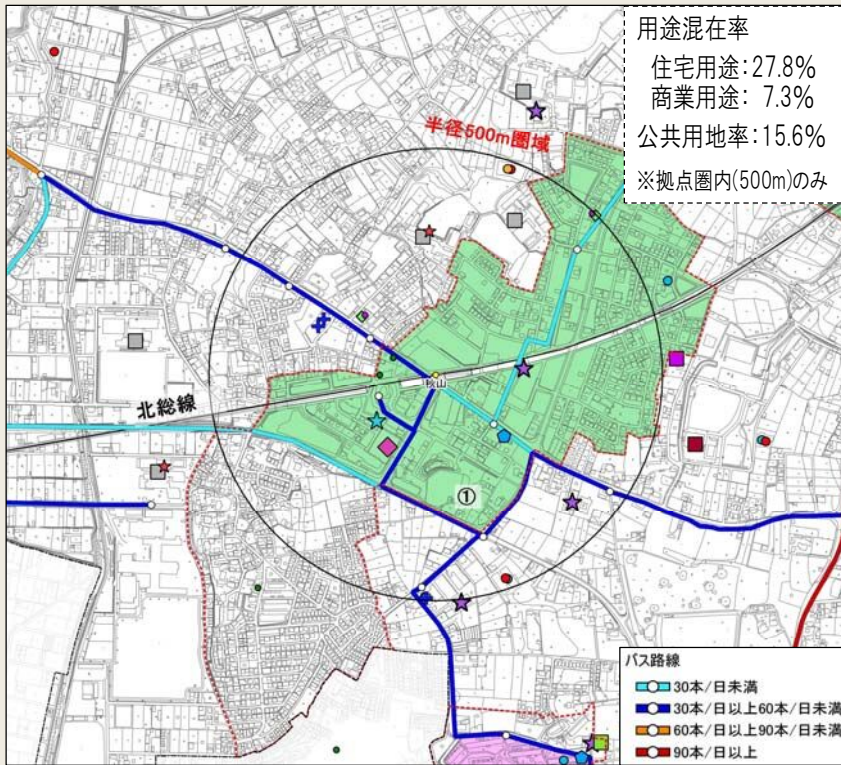 用途混在率
住宅用途:27.8%
商業用途: 7.3%
公共用地率:15.6%
※拠点圏内(500m)のみ
半径500m圏域
秋山
北総線
①
バス路線
30本/日未満
30本/日以上60本/日未満
60本/日以上90本/日未満
90本/日以上